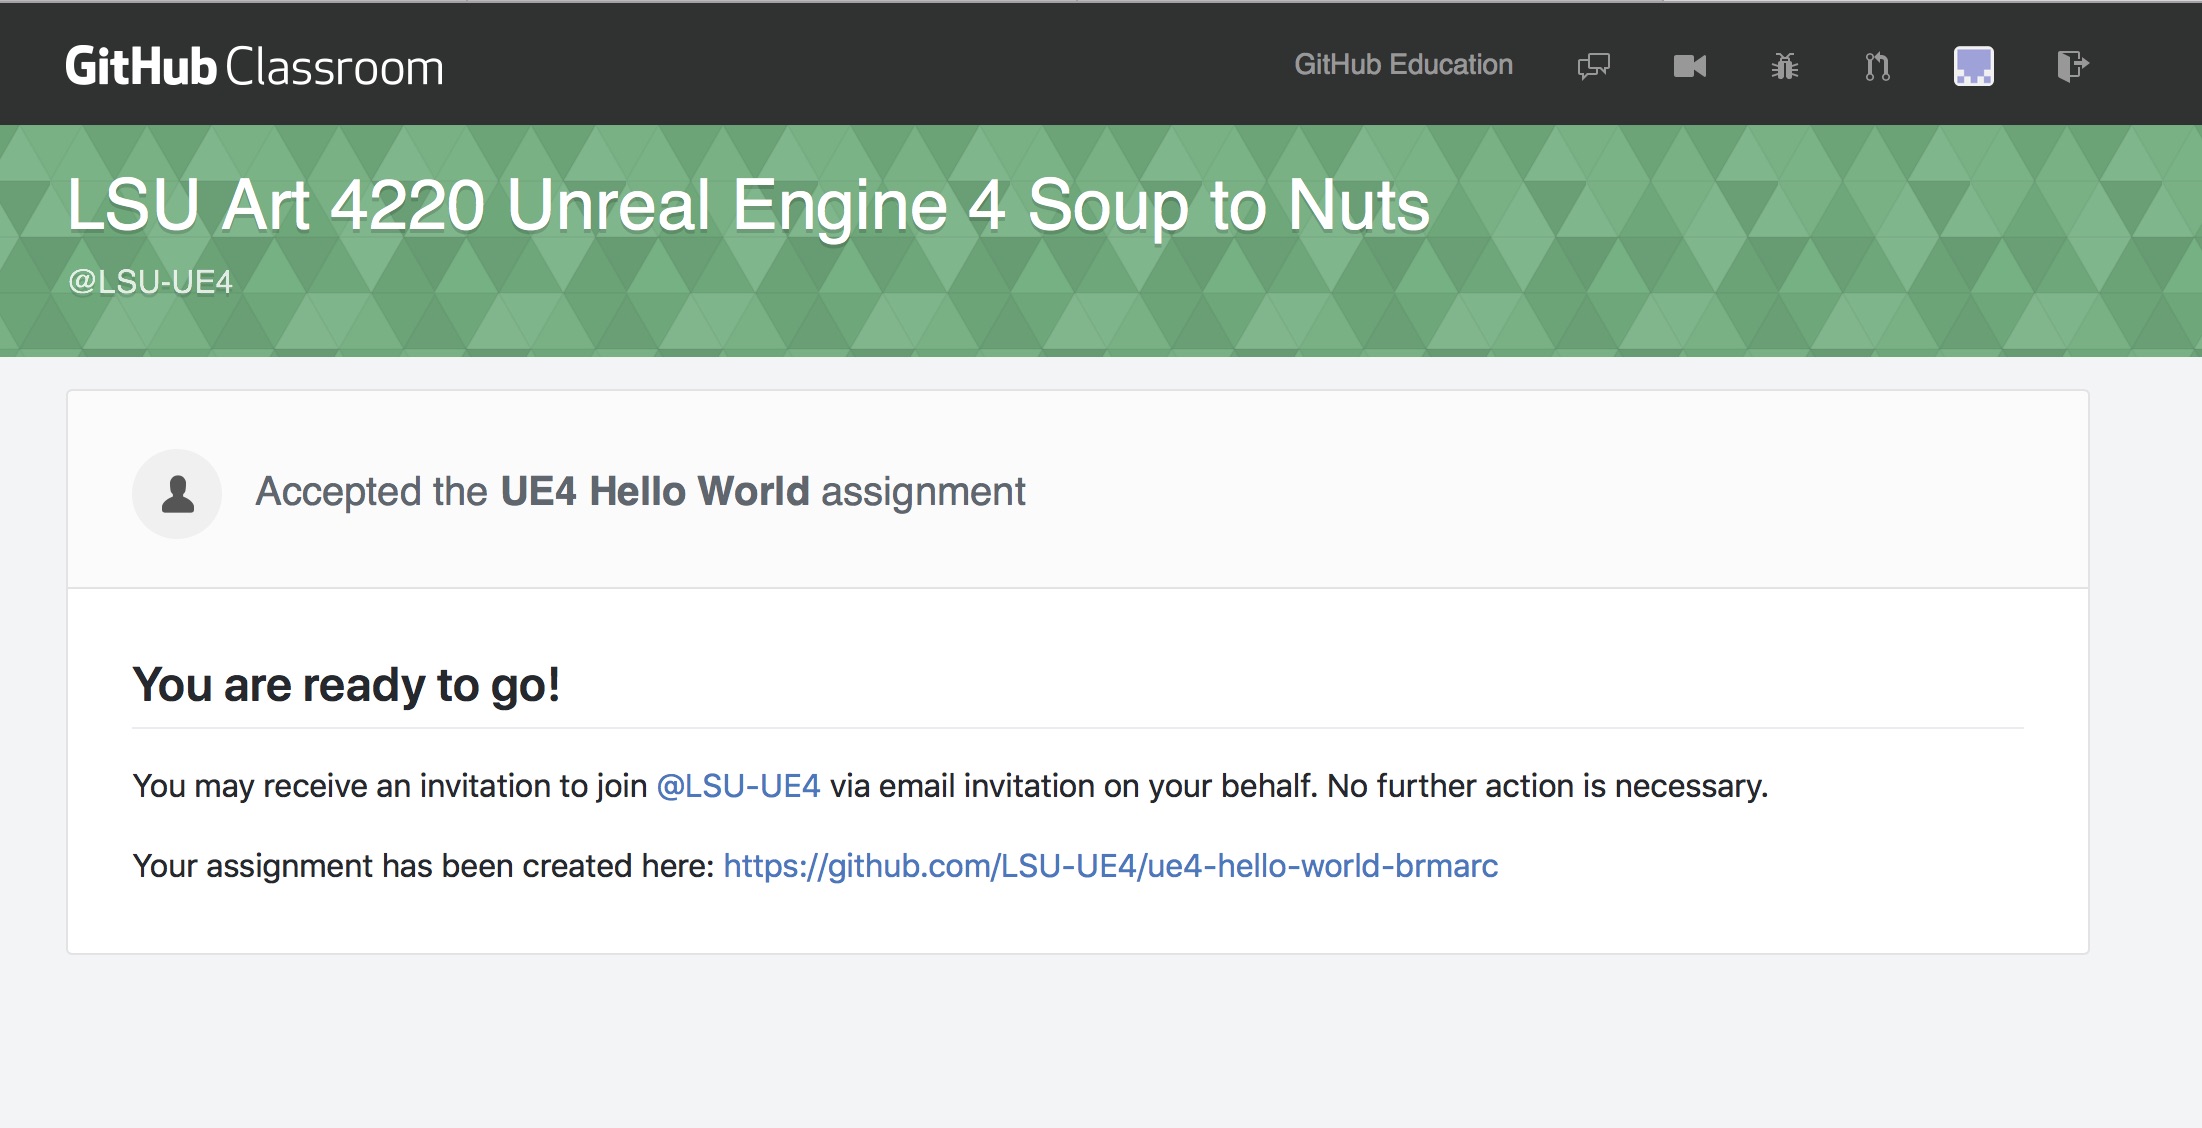 GitHub Classroom
GitHub Education
LSU Art 4220 Unreal Engine 4 Soup to Nuts
@LSU-UE4
Accepted the UE4 Hello World assignment
You are ready to go!
You may receive an invitation to join @LSU-UE4 via email invitation on your behalf. No further action is necessary.
Your assignment has been created here: https://github.com/LSU-UE4/ue4-hello-world-brmarc